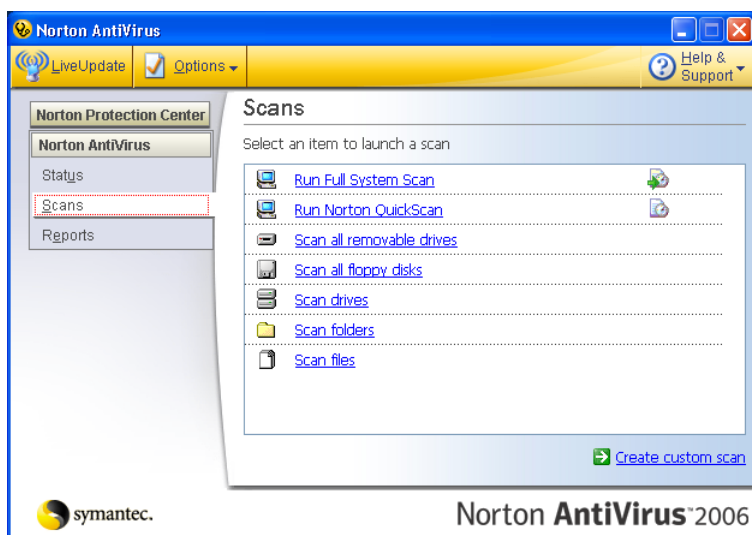 Norton AntiVirus
LiveUpdate
Options
Help & Support
Norton Protection Center
Norton AntiVirus
Status
Scans
Reports
Scans
Select an item to launch a scan
Run Full System Scan
Run Norton QuickScan
Scan all removable drives
Scan all floppy disks
Scan drives
Scan folders
Scan files
Create custom scan
symantec.
Norton AntiVirus™2006